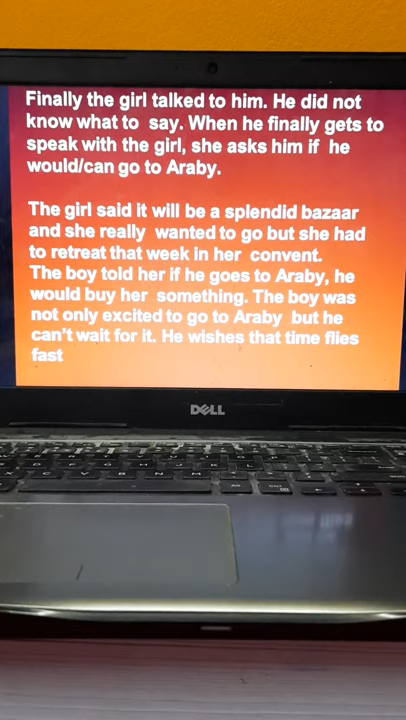 Finally the girl talked to him. He did not
know what to say. When he finally gets to
speak with the girl, she asks him if he
would/can go to Araby.
The girl said it will be a splendid bazaar
and she really wanted to go but she had
to retreat that week in her convent.
The boy told her if he goes to Araby, he
would buy her something. The boy was
not only excited to go to Araby but he
can't wait for it. He wishes that time flies
fast
DELL